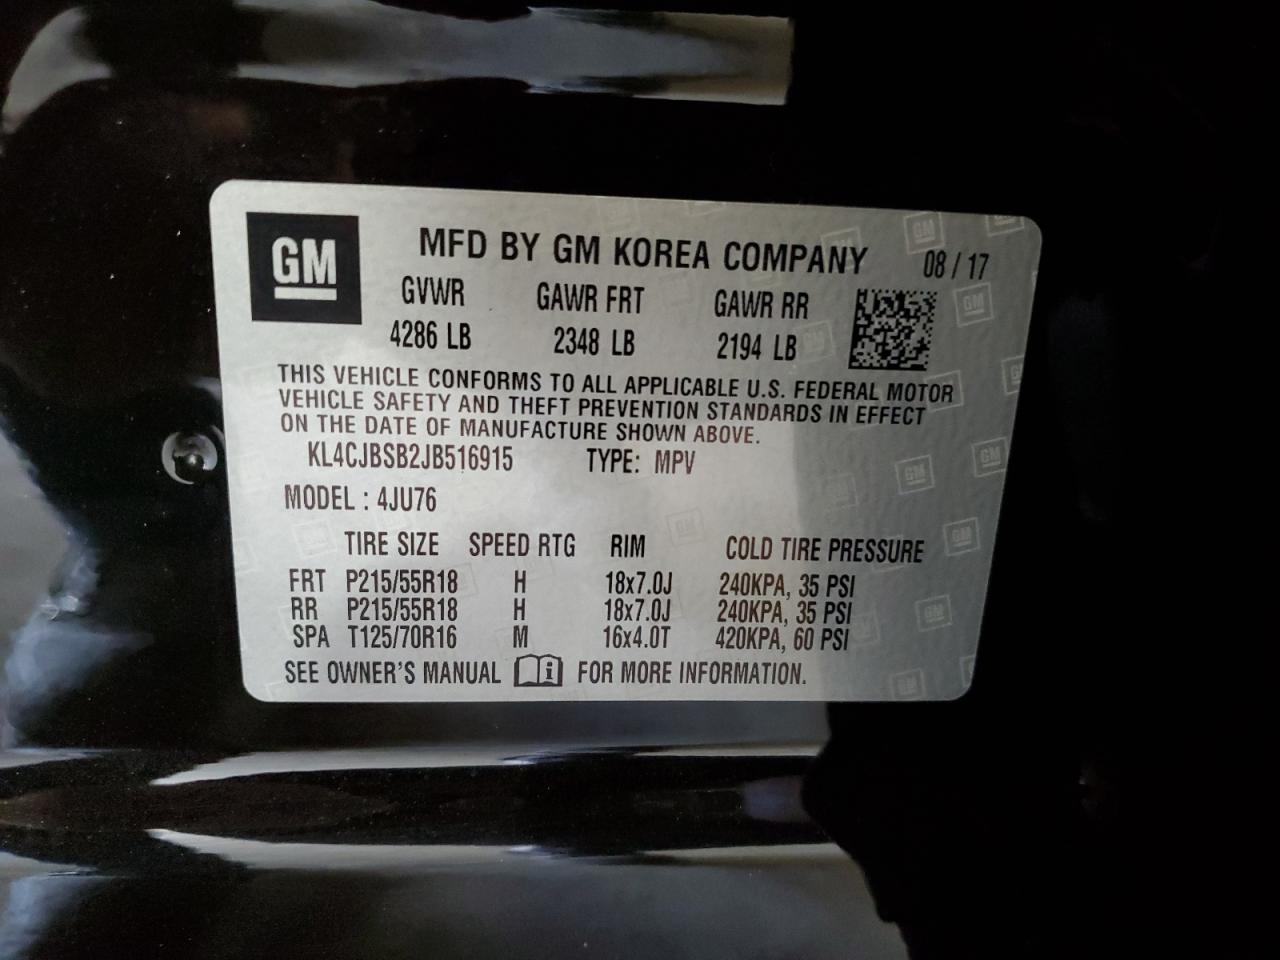 GM
MFD BY GM KOREA COMPANY 08 / 17
GVWR GAWR FRT GAWR RR
4286 LB 2348 LB 2194 LB
THIS VEHICLE CONFORMS TO ALL APPLICABLE U.S. FEDERAL MOTOR
VEHICLE SAFETY AND THEFT PREVENTION STANDARDS IN EFFECT
ON THE DATE OF MANUFACTURE SHOWN ABOVE.
KL4CJBSB2JB516915 TYPE: MPV
MODEL : 4JU76
TIRE SIZE SPEED RTG RIM COLD TIRE PRESSURE
FRT P215/55R18 H 18x7.0J 240KPA, 35 PSI
RR P215/55R18 H 18x7.0J 240KPA, 35 PSI
SPA T125/70R16 M 16x4.0T 420KPA, 60 PSI
SEE OWNER'S MANUAL i FOR MORE INFORMATION.